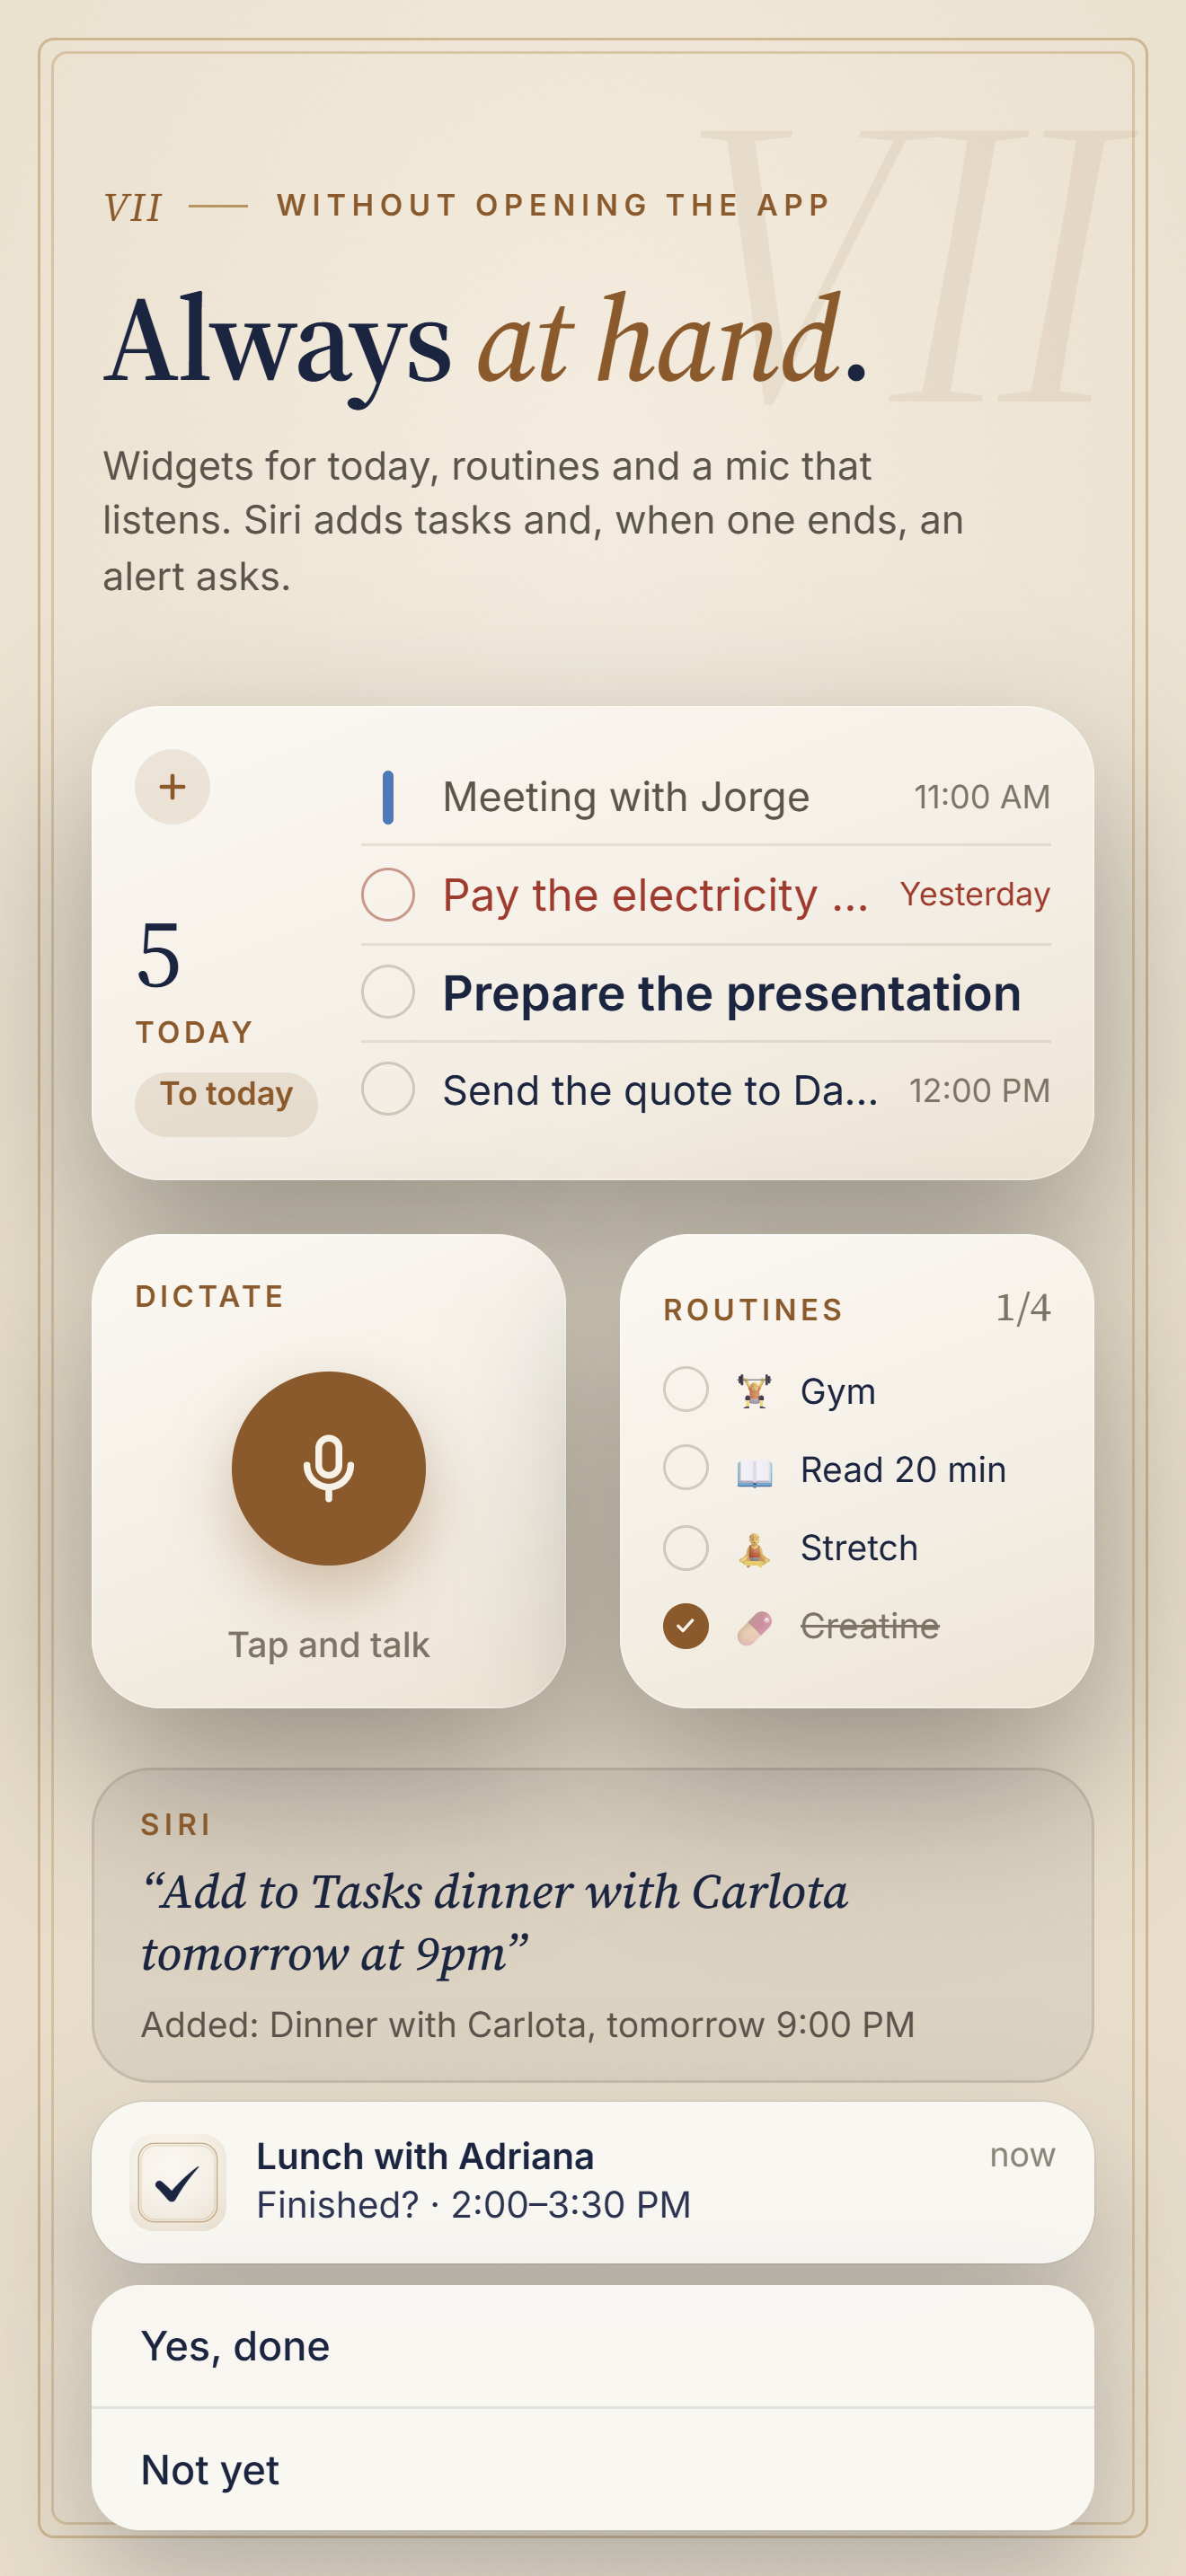 VII
VII — WITHOUT OPENING THE APP
Always at hand.
Widgets for today, routines and a mic that
listens. Siri adds tasks and, when one ends, an
alert asks.
+
Meeting with Jorge 11:00 AM
Pay the electricity ... Yesterday
5
Prepare the presentation
TODAY
To today
Send the quote to Da... 12:00 PM
DICTATE
Tap and talk
ROUTINES 1/4
Gym
Read 20 min
Stretch
Creatine
SIRI
“Add to Tasks dinner with Carlota
tomorrow at 9pm”
Added: Dinner with Carlota, tomorrow 9:00 PM
Lunch with Adriana now
Finished? · 2:00–3:30 PM
Yes, done
Not yet